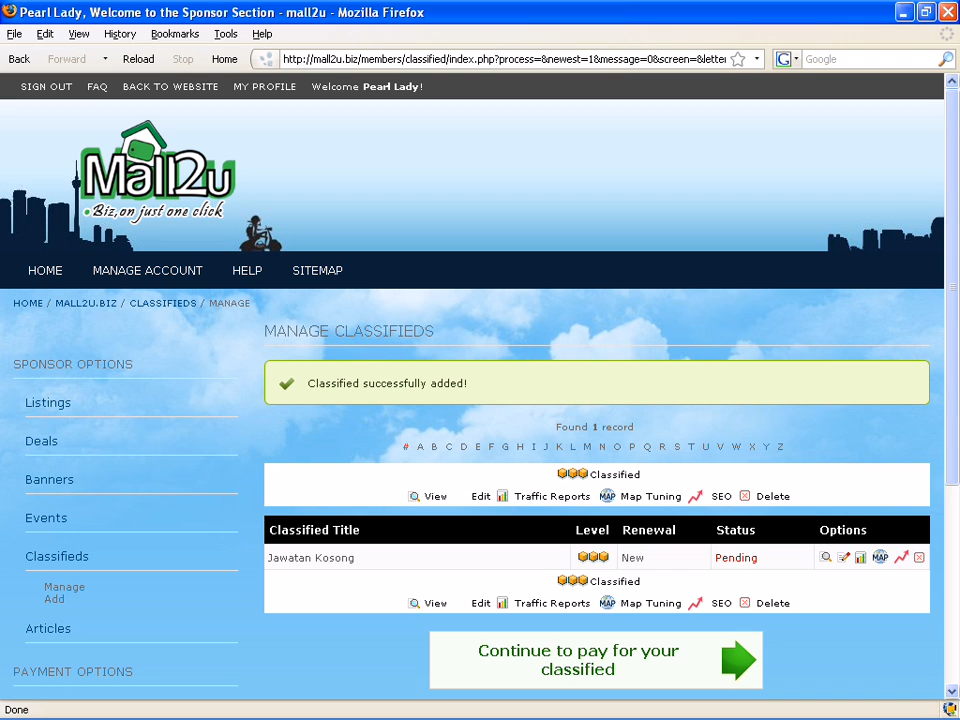 Pearl Lady, Welcome to the Sponsor Section - mall2u - Mozilla Firefox
File Edit View History Bookmarks Tools Help
Back Forward Reload Stop Home http://mall2u.biz/members/classified/index.php?process=&newest=1&message=0&screen=&letter Google
SIGN OUT FAQ BACK TO WEBSITE MY PROFILE Welcome Pearl Lady!
Mall2u
Biz, on just one click
HOME MANAGE ACCOUNT HELP SITEMAP
HOME / MALL2U.BIZ / CLASSIFIEDS / MANAGE
MANAGE CLASSIFIEDS
SPONSOR OPTIONS
Listings
Deals
Banners
Events
Classifieds
Manage
Add
Articles
PAYMENT OPTIONS
Classified successfully added!
Found 1 record
# A B C D E F G H I J K L M N O P Q R S T U V W X Y Z
Classified
View Edit Traffic Reports MAP Map Tuning SEO Delete
Classified Title Level Renewal Status Options
Jawatan Kosong New Pending MAP
Classified
View Edit Traffic Reports MAP Map Tuning SEO Delete
Continue to pay for your
classified
Done